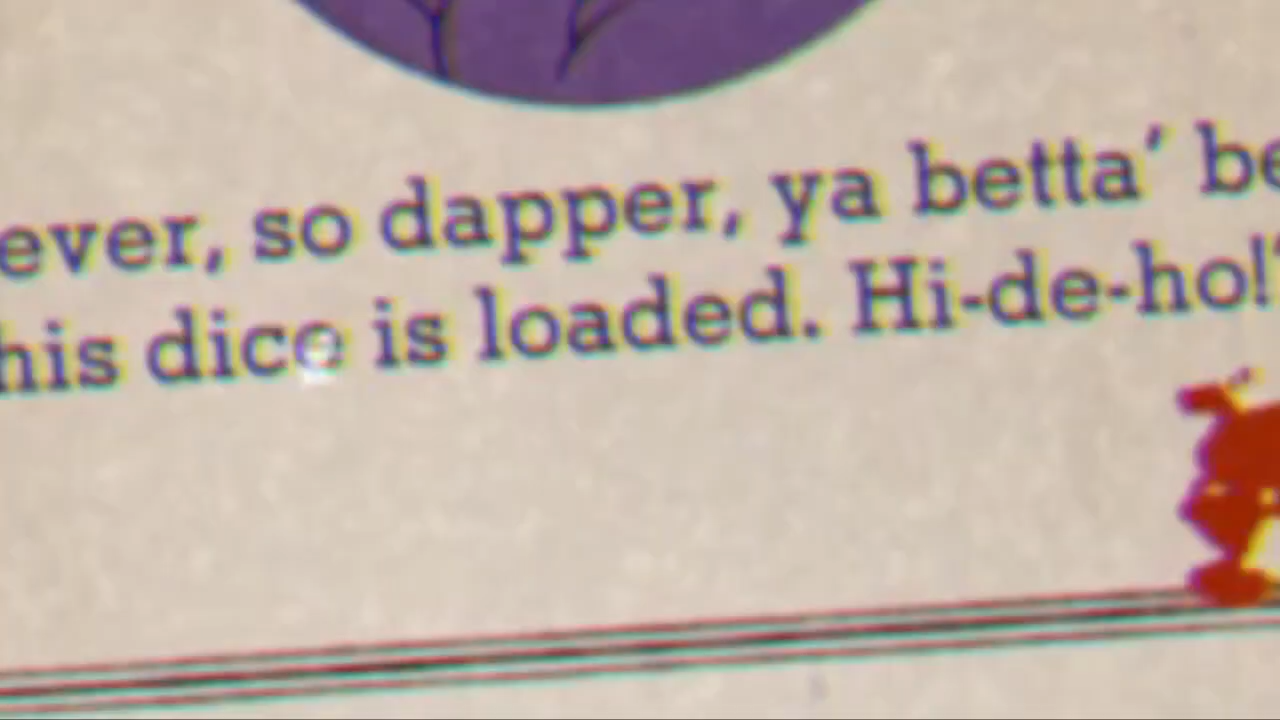 ever, so dapper, ya betta’ be
his dice is loaded. Hi-de-ho!